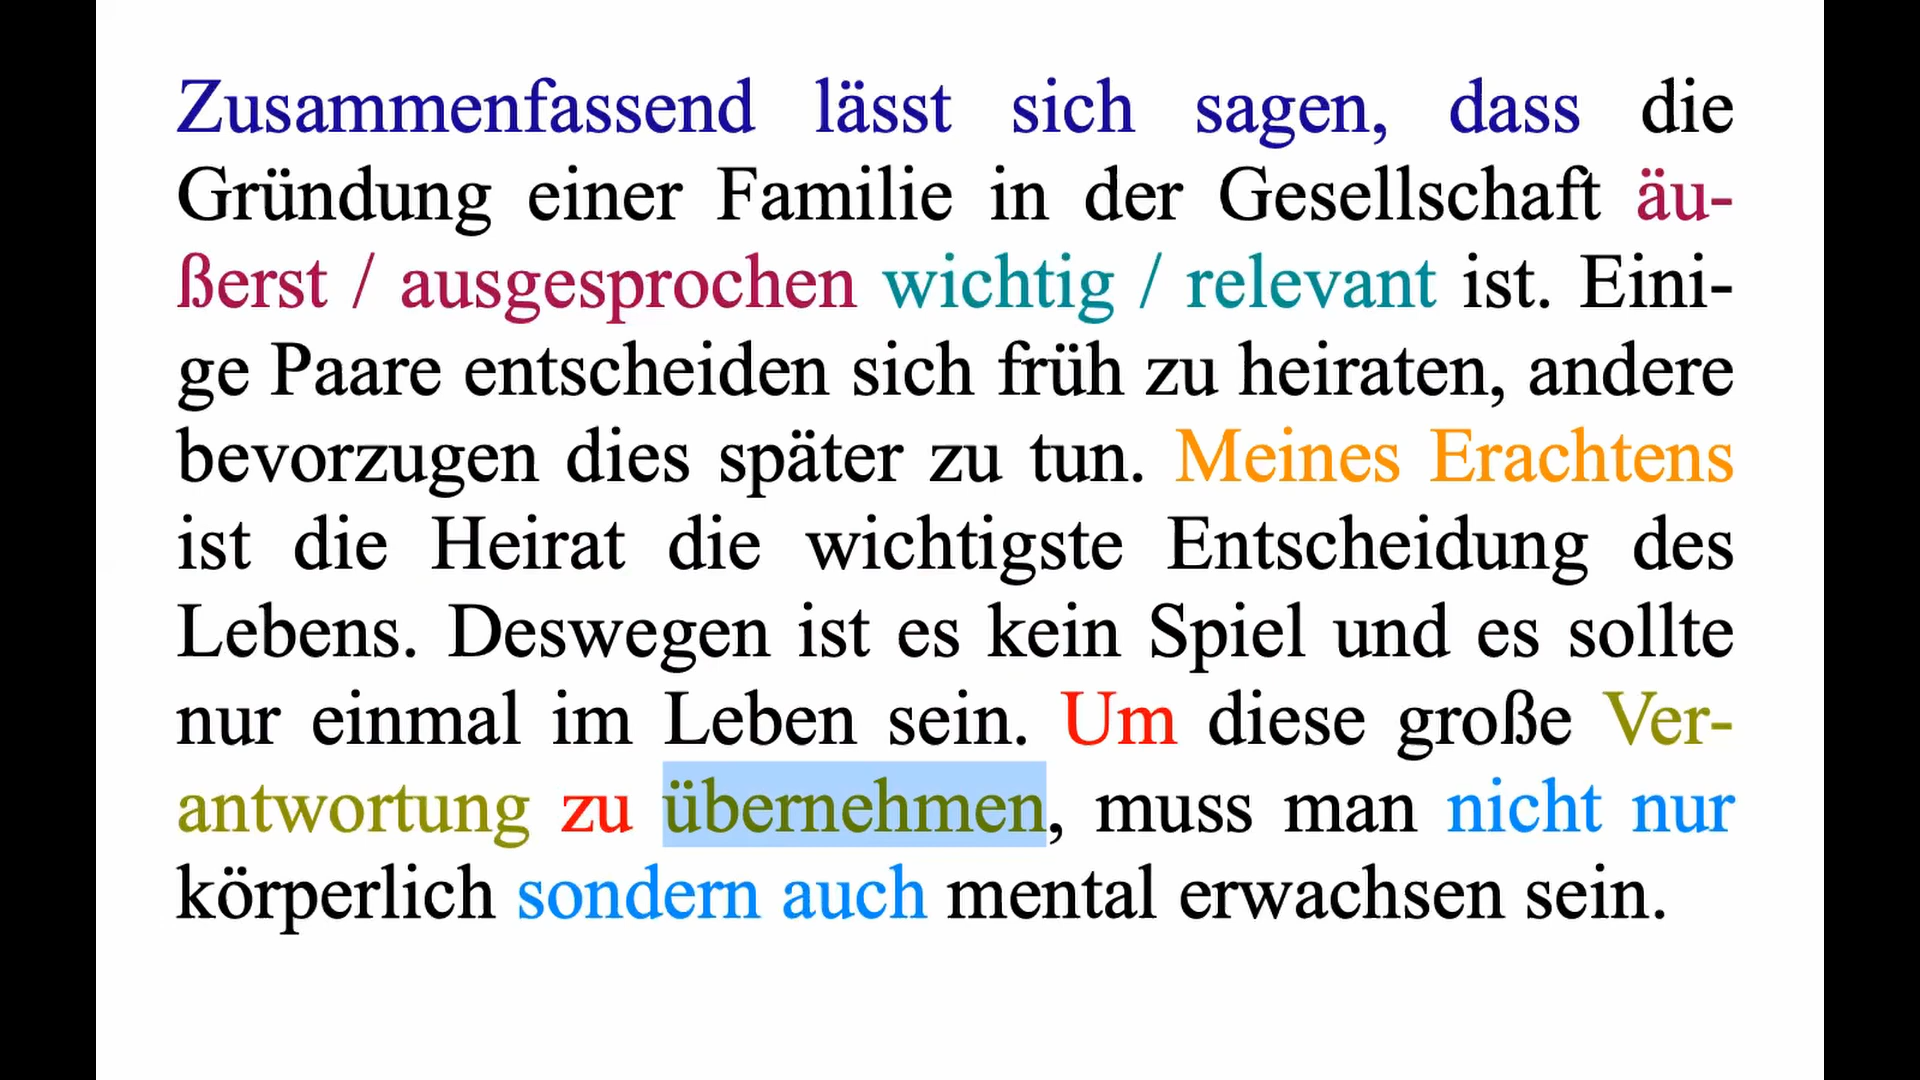 Zusammenfassend lässt sich sagen, dass die
Gründung einer Familie in der Gesellschaft äu-
ßerst / ausgesprochen wichtig / relevant ist. Eini-
ge Paare entscheiden sich früh zu heiraten, andere
bevorzugen dies später zu tun. Meines Erachtens
ist die Heirat die wichtigste Entscheidung des
Lebens. Deswegen ist es kein Spiel und es sollte
nur einmal im Leben sein. Um diese große Ver-
antwortung zu übernehmen, muss man nicht nur
körperlich sondern auch mental erwachsen sein.